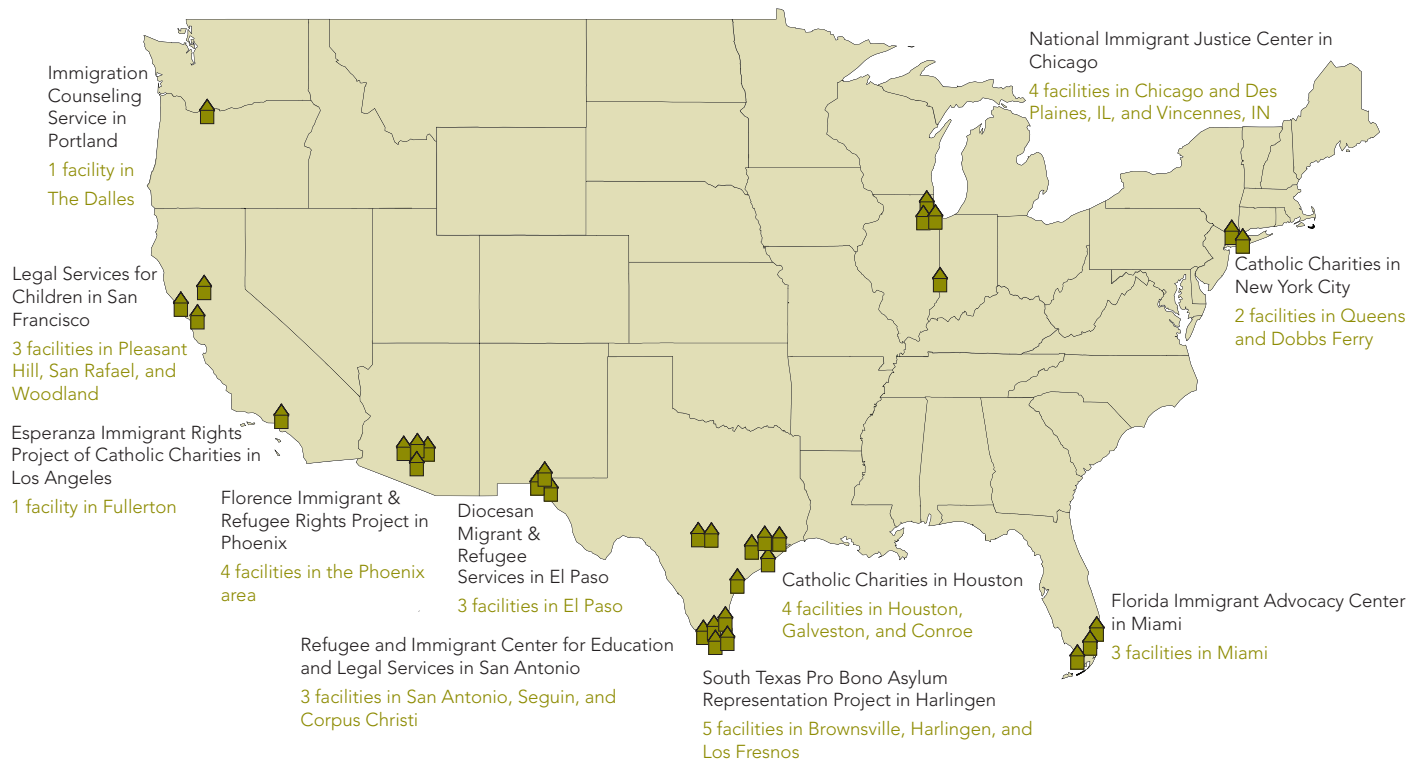 Immigration
Counseling
Service in
Portland
1 facility in
The Dalles
Legal Services for
Children in San
Francisco
3 facilities in Pleasant
Hill, San Rafael, and
Woodland
Esperanza Immigrant Rights
Project of Catholic Charities in
Los Angeles
1 facility in Fullerton
Florence Immigrant &
Refugee Rights Project in
Phoenix
4 facilities in the Phoenix
area
Diocesan
Migrant &
Refugee
Services in El Paso
3 facilities in El Paso
Refugee and Immigrant Center for Education
and Legal Services in San Antonio
3 facilities in San Antonio, Seguin, and
Corpus Christi
South Texas Pro Bono Asylum
Representation Project in Harlingen
5 facilities in Brownsville, Harlingen, and
Los Fresnos
Catholic Charities in Houston
4 facilities in Houston,
Galveston, and Conroe
Florida Immigrant Advocacy Center
in Miami
3 facilities in Miami
Catholic Charities in
New York City
2 facilities in Queens
and Dobbs Ferry
National Immigrant Justice Center in
Chicago
4 facilities in Chicago and Des
Plaines, IL, and Vincennes, IN